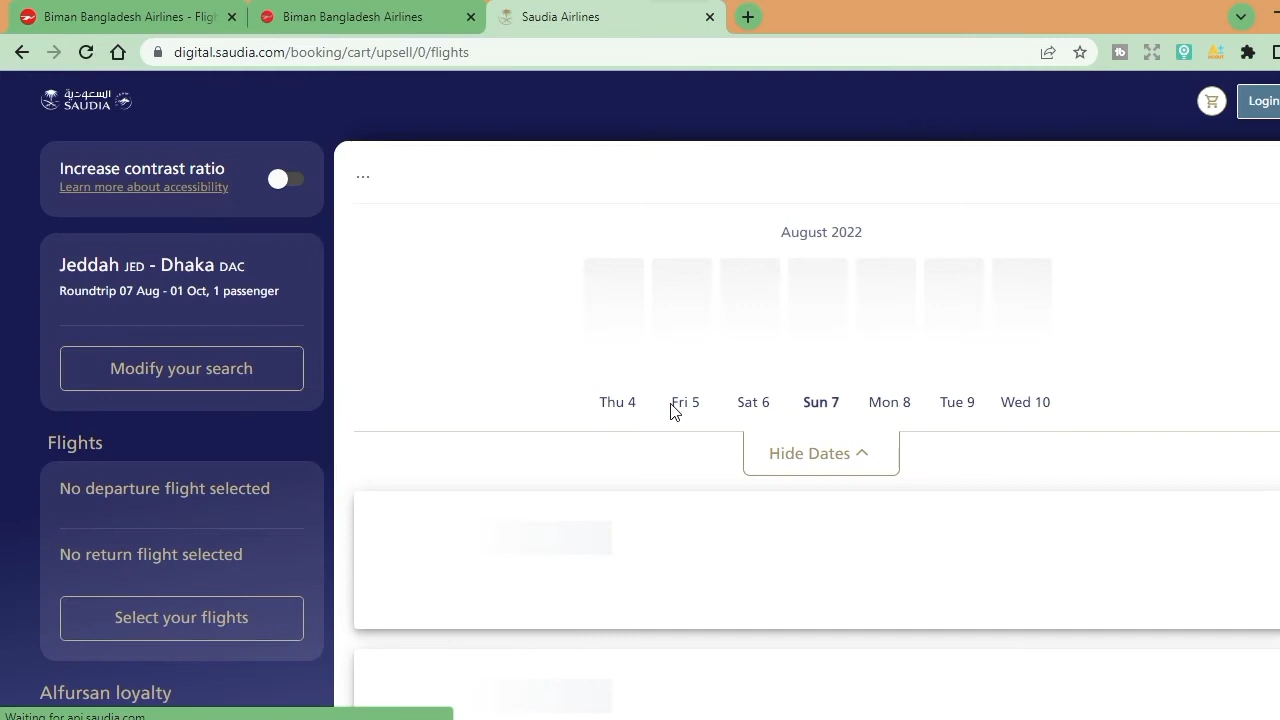 Biman Bangladesh Airlines - Fligh
Biman Bangladesh Airlines
Saudia Airlines
digital.saudia.com/booking/cart/upsell/0/flights
السعودية
SAUDIA
Login
Increase contrast ratio
Learn more about accessibility
...
August 2022
Jeddah JED - Dhaka DAC
Roundtrip 07 Aug - 01 Oct, 1 passenger
Modify your search
Thu 4 Fri 5 Sat 6 Sun 7 Mon 8 Tue 9 Wed 10
Hide Dates
Flights
No departure flight selected
No return flight selected
Select your flights
Alfursan loyalty
Waiting for api.saudia.com